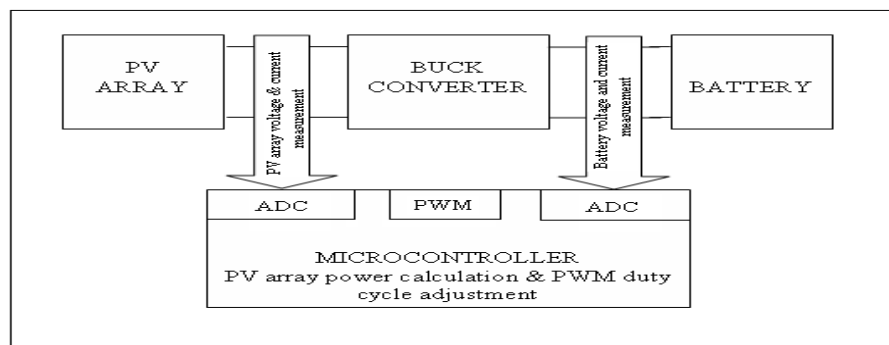 PV
ARRAY
PV array voltage & current
measurement
BUCK
CONVERTER
Battery voltage and current
measurement
BATTERY
ADC
PWM
ADC
MICROCONTROLLER
PV array power calculation & PWM duty
cycle adjustment